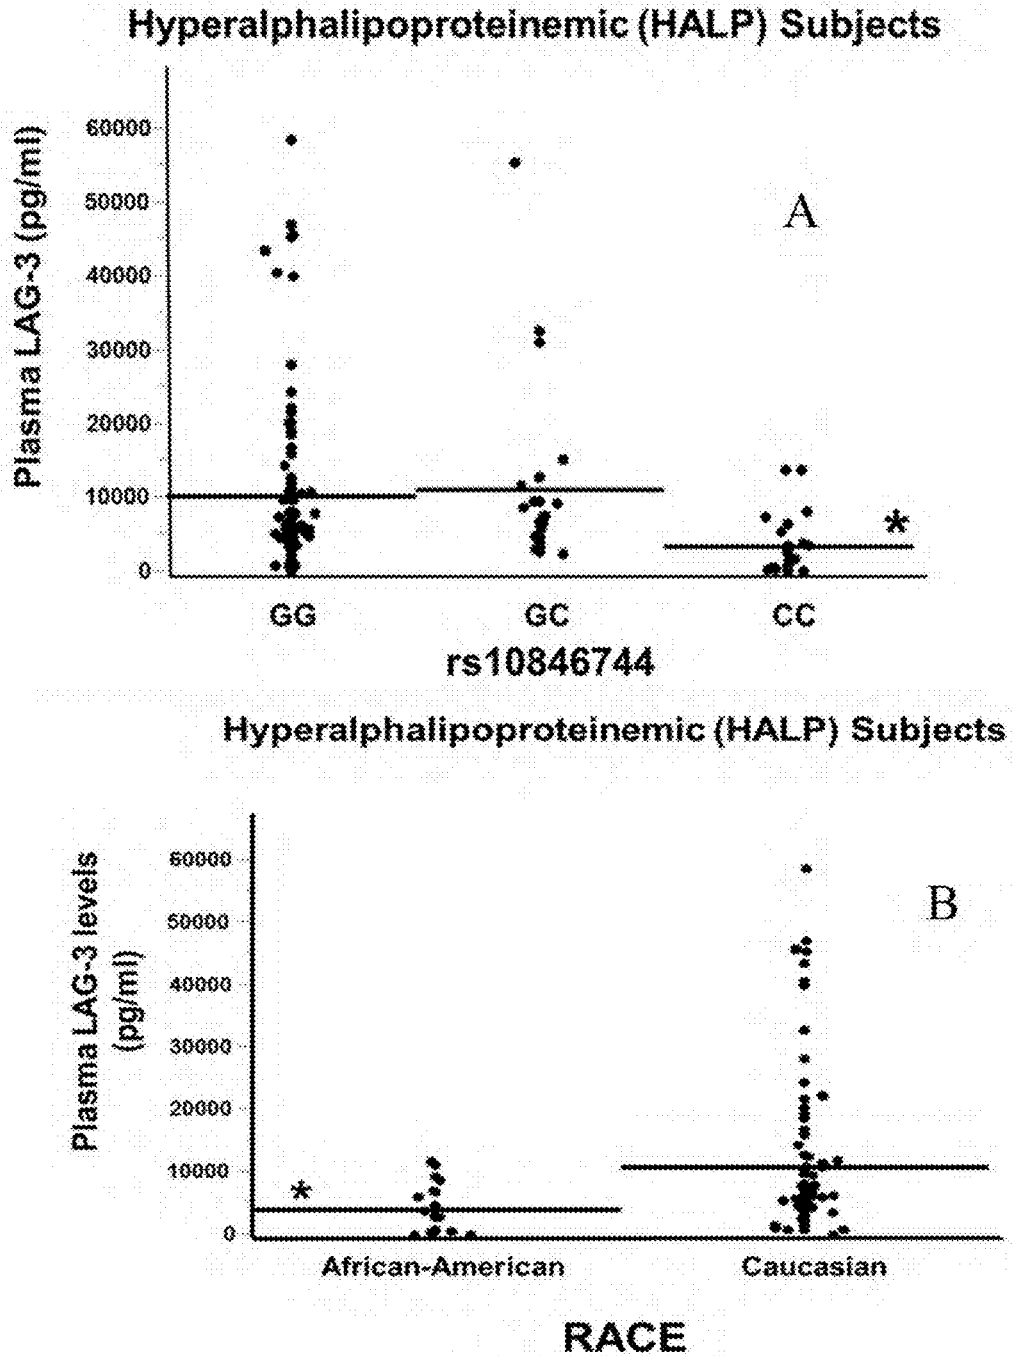 Hyperalphalipoproteinemic (HALP) Subjects
Plasma LAG-3 (pg/ml)
60000
50000
40000
30000
20000
10000
0
A
*
GG GC CC
rs10846744
Hyperalphalipoproteinemic (HALP) Subjects
Plasma LAG-3 levels
(pg/ml)
60000
50000
40000
30000
20000
10000
0
B
*
African-American Caucasian
RACE